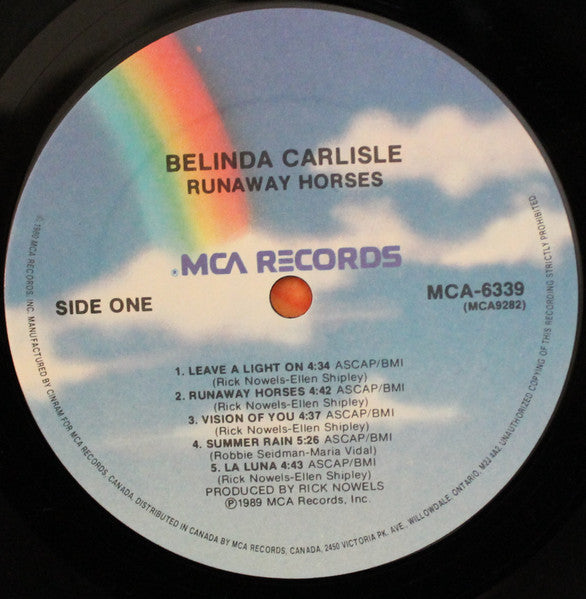 BELINDA CARLISLE
RUNAWAY HORSES
® MCA RECORDS
SIDE ONE
MCA-6339
(MCA9282)
1. LEAVE A LIGHT ON 4:34 ASCAP/BMI
(Rick Nowels-Ellen Shipley)
2. RUNAWAY HORSES 4:42 ASCAP/BMI
(Rick Nowels-Ellen Shipley)
3. VISION OF YOU 4:37 ASCAP/BMI
(Rick Nowels-Ellen Shipley)
4. SUMMER RAIN 5:26 ASCAP/BMI
(Robbie Seidman-Maria Vidal)
5. LA LUNA 4:43 ASCAP/BMI
(Rick Nowels-Ellen Shipley)
PRODUCED BY RICK NOWELS
℗1989 MCA Records, Inc.
© 1980 MCA RECORDS, INC. MANUFACTURED BY CINRAM FOR MCA RECORDS, CANADA. DISTRIBUTED IN CANADA BY MCA RECORDS, CANADA, 2450 VICTORIA PK. AVE., WILLOWDALE, ONTARIO, M2J 4A2. UNAUTHORIZED COPYING OF THIS RECORDING STRICTLY PROHIBITED.